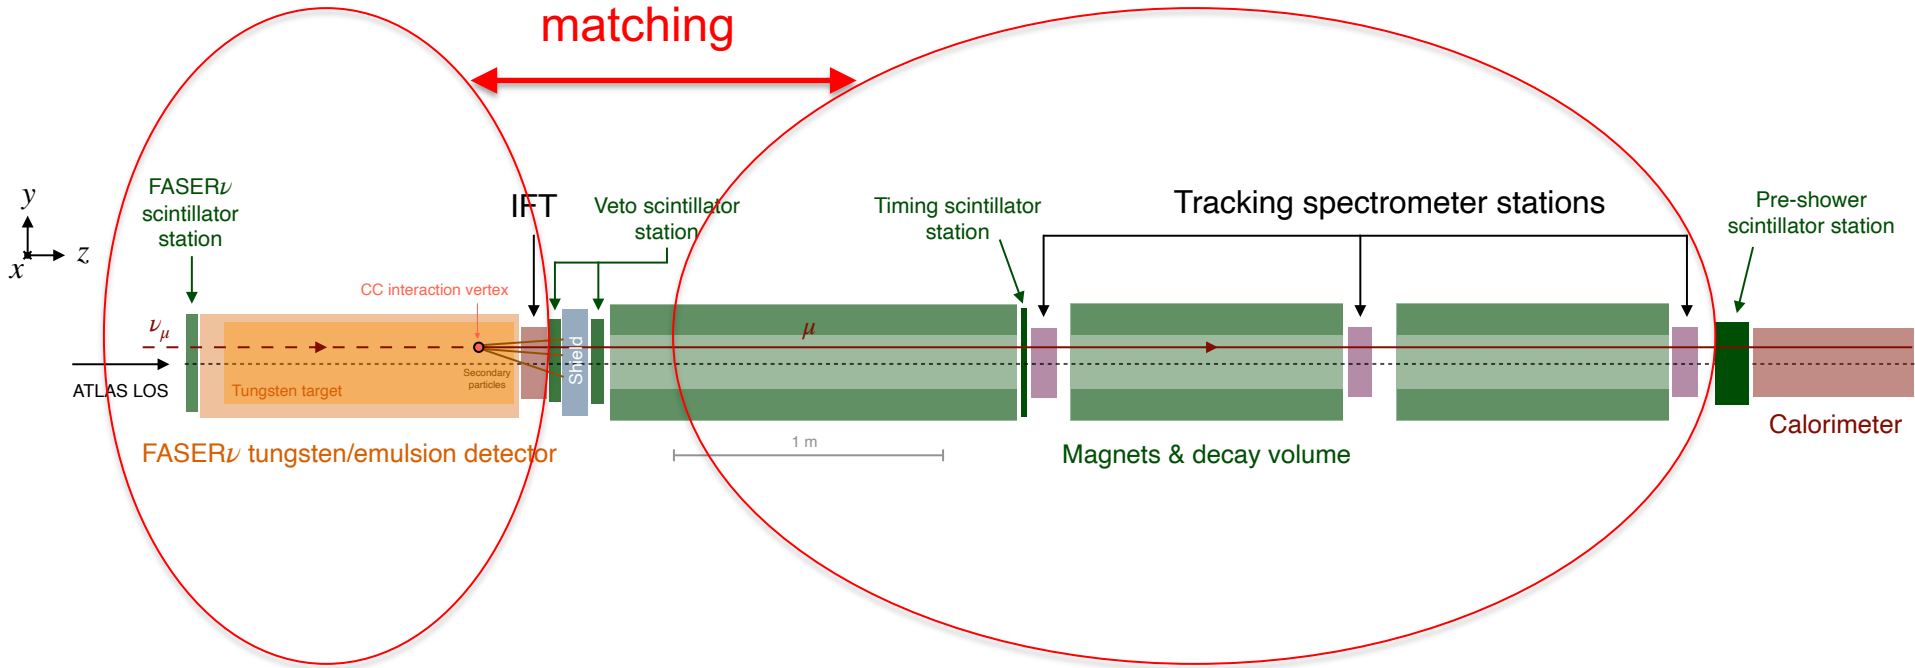 matching
FASERν
scintillator
station
IFT
Veto scintillator
station
Timing scintillator
station
Tracking spectrometer stations
Pre-shower
scintillator station
y
x
z
CC interaction vertex
ν_μ
μ
Shield
Secondary
particles
Tungsten target
ATLAS LOS
FASERν tungsten/emulsion detector
1 m
Magnets & decay volume
Calorimeter